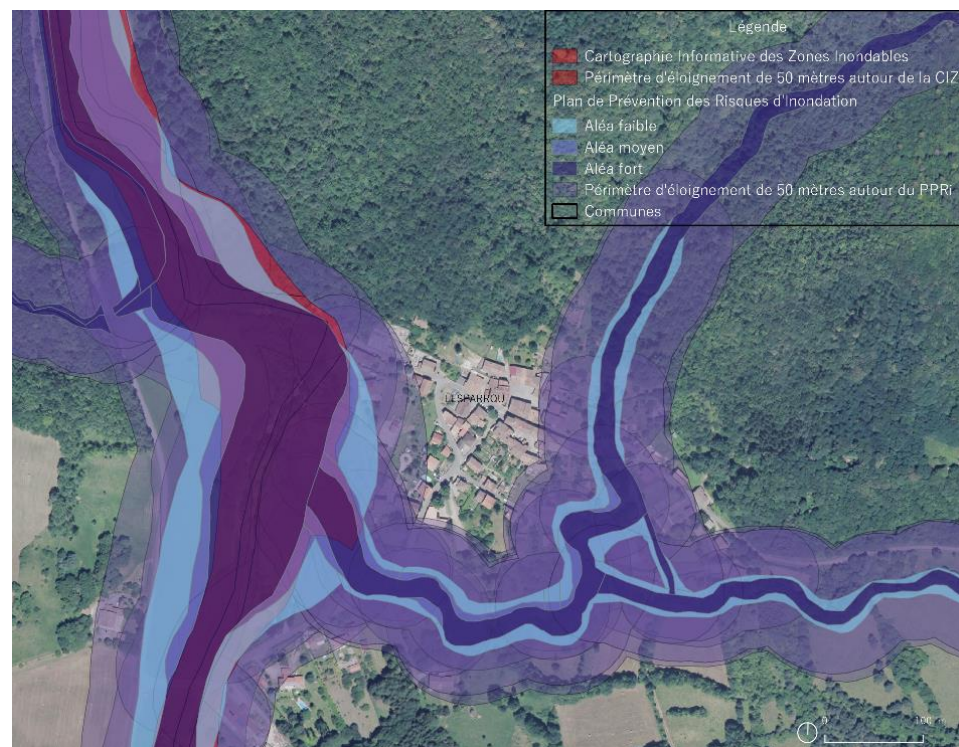 Légende
Cartographie Informative des Zones Inondables
Périmètre d'éloignement de 50 mètres autour de la CIZ
Plan de Prévention des Risques d'Inondation
Aléa faible
Aléa moyen
Aléa fort
Périmètre d'éloignement de 50 mètres autour du PPRi
Communes
LESPARROU
0 100 m